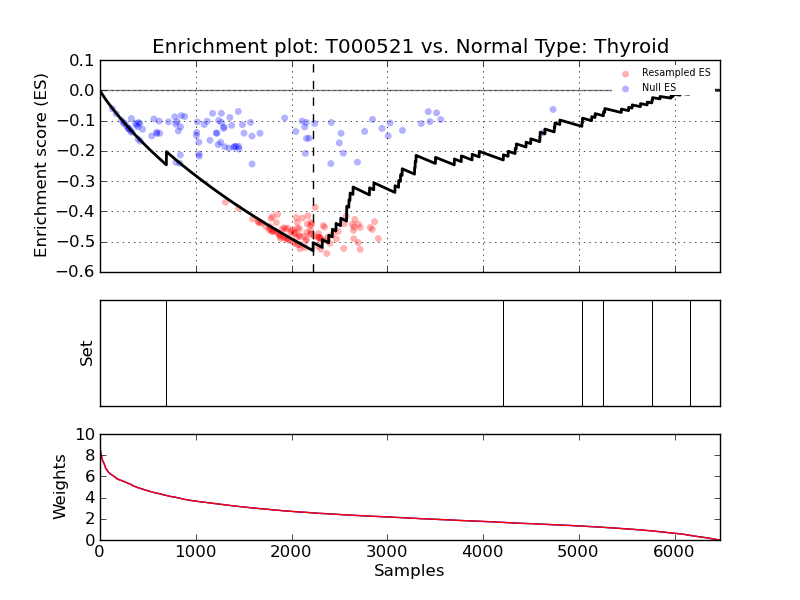 Enrichment plot: T000521 vs. Normal Type: Thyroid
Enrichment score (ES)
0.1
0.0
−0.1
−0.2
−0.3
−0.4
−0.5
−0.6
Resampled ES
Null ES
Set
Weights
10
8
6
4
2
0
0 1000 2000 3000 4000 5000 6000
Samples